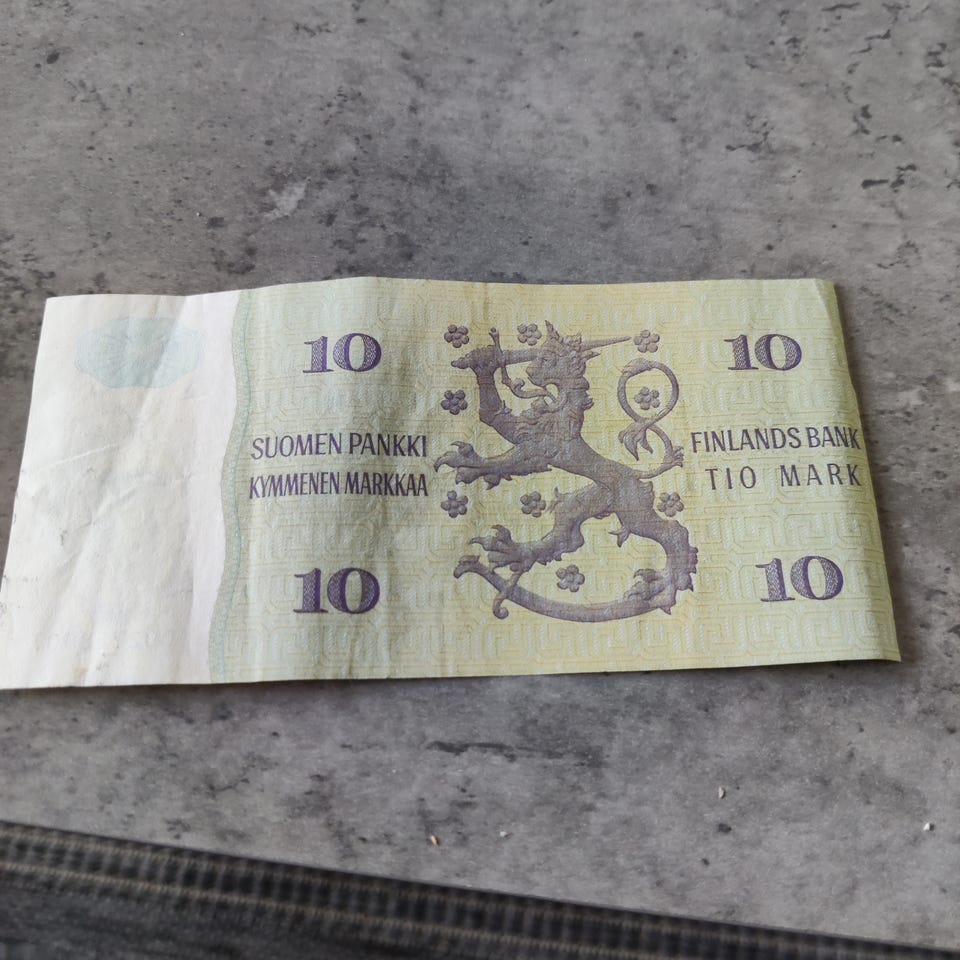 10
10
SUOMEN PANKKI
KYMMENEN MARKKAA
FINLANDS BANK
TIO MARK
10
10